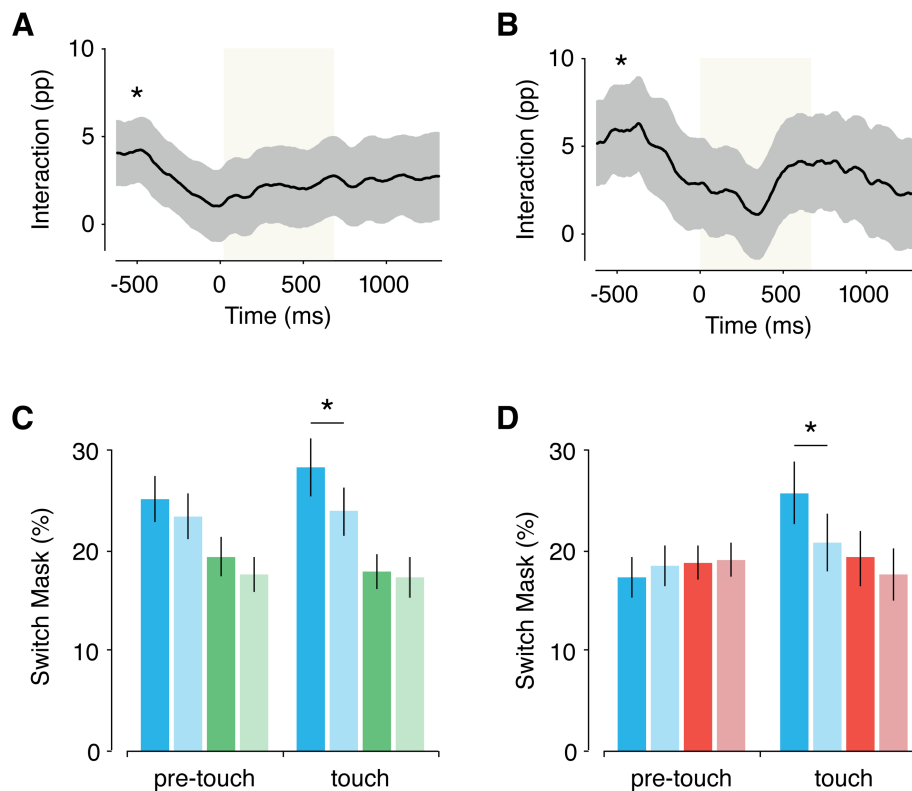 A
10
5
0
Interaction (pp)
*
-500
0
500
1000
Time (ms)
B
10
5
0
Interaction (pp)
*
-500
0
500
1000
Time (ms)
C
30
20
10
0
Switch Mask (%)
*
pre-touch
touch
D
30
20
10
0
Switch Mask (%)
*
pre-touch
touch